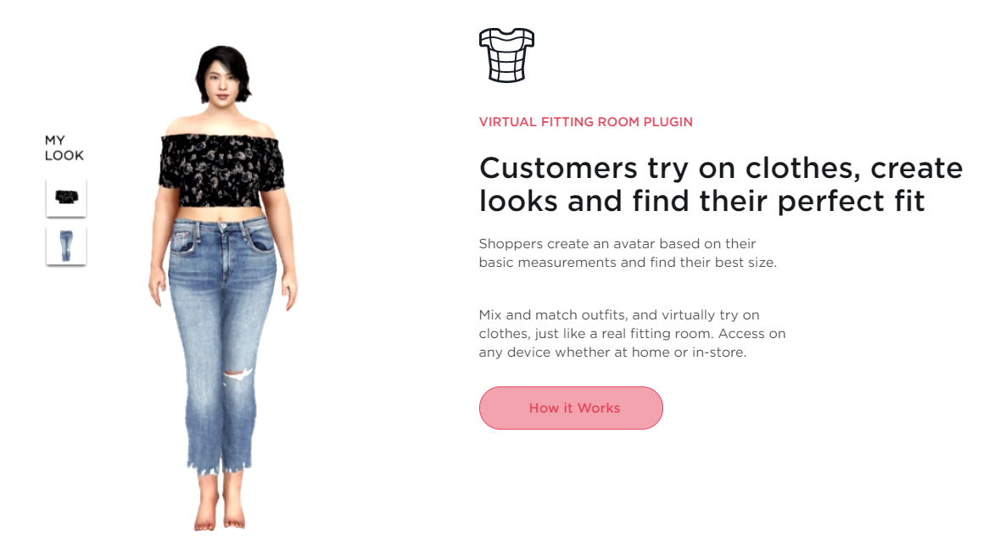 MY
LOOK
VIRTUAL FITTING ROOM PLUGIN
Customers try on clothes, create
looks and find their perfect fit
Shoppers create an avatar based on their
basic measurements and find their best size.
Mix and match outfits, and virtually try on
clothes, just like a real fitting room. Access on
any device whether at home or in-store.
How it Works